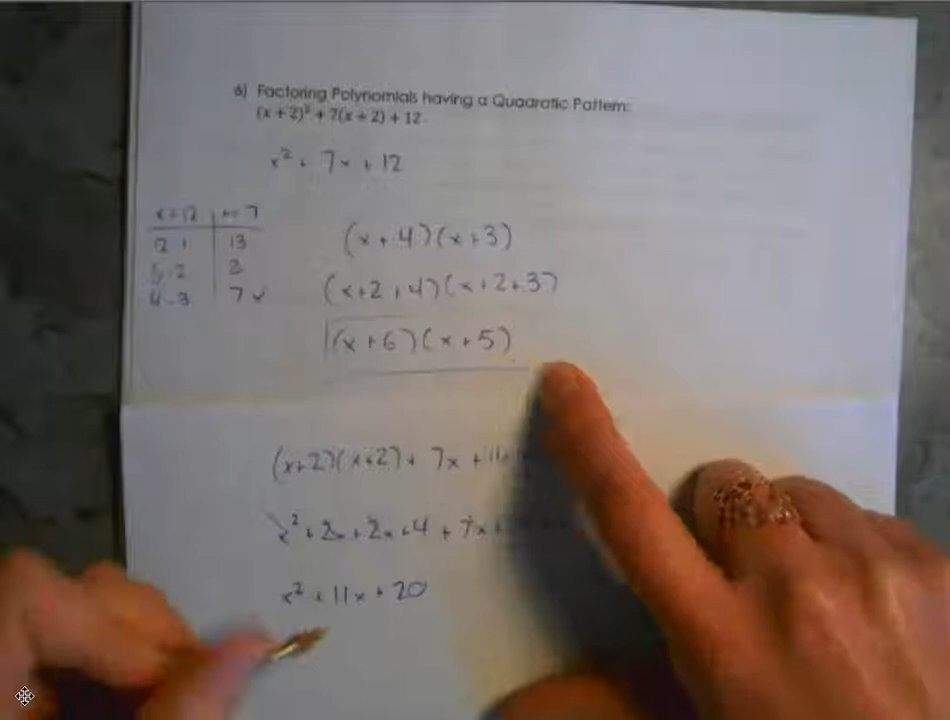 6) Factoring Polynomials having a Quadratic Pattern:
(x + 2)² + 7(x + 2) + 12
x² + 7x + 12
x = 12 | + = 7
12 · 1 | 13
2 | 8
4 · 3 | 7 ✓
(x + 4)(x + 3)
(x+2+4)(x+2+3)
(x+6)(x+5)
(x+2)(x+2) + 7x +
x² + 2x + 2x + 4 + 7x +
x² + 11x + 20